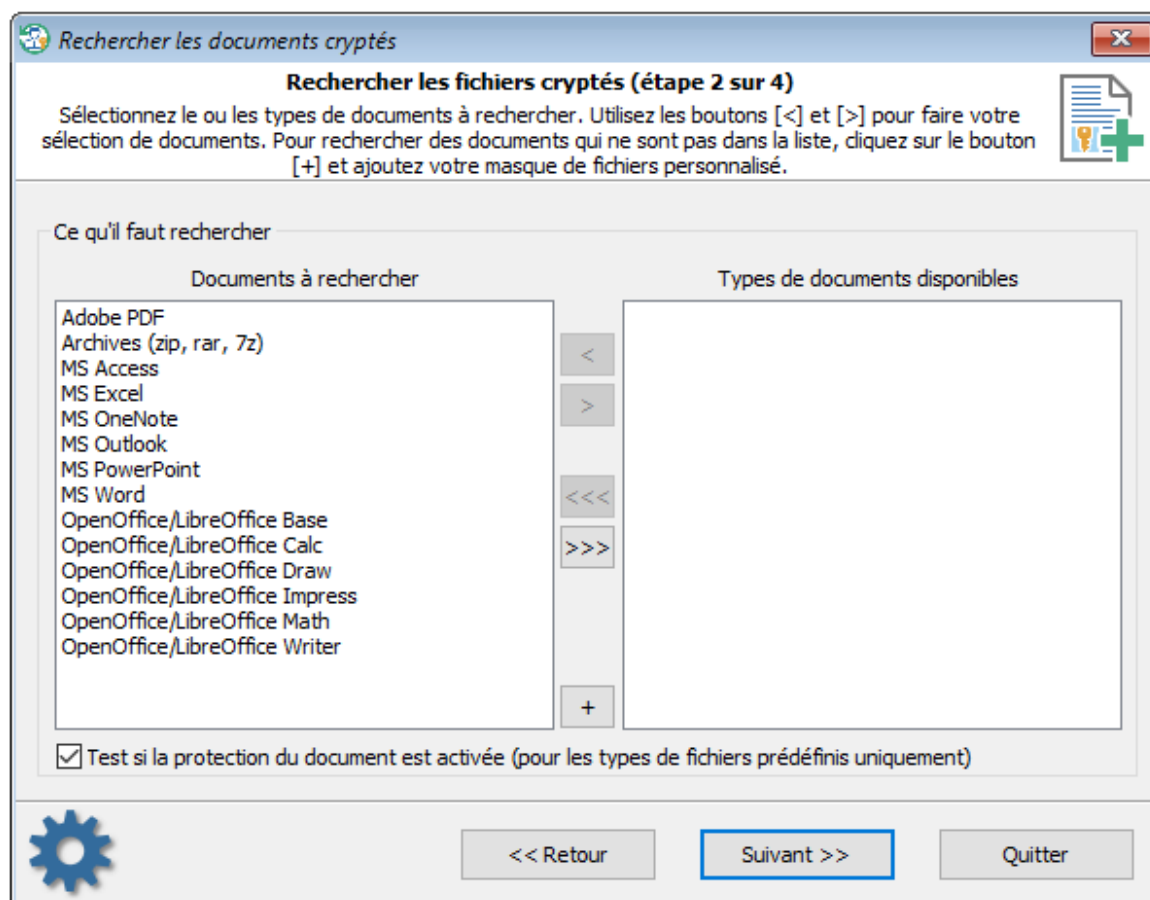 Rechercher les documents cryptés
Rechercher les fichiers cryptés (étape 2 sur 4)
Sélectionnez le ou les types de documents à rechercher. Utilisez les boutons [<] et [>] pour faire votre
sélection de documents. Pour rechercher des documents qui ne sont pas dans la liste, cliquez sur le bouton
[+] et ajoutez votre masque de fichiers personnalisé.
Ce qu'il faut rechercher
Documents à rechercher
Types de documents disponibles
Adobe PDF
Archives (zip, rar, 7z)
MS Access
MS Excel
MS OneNote
MS Outlook
MS PowerPoint
MS Word
OpenOffice/LibreOffice Base
OpenOffice/LibreOffice Calc
OpenOffice/LibreOffice Draw
OpenOffice/LibreOffice Impress
OpenOffice/LibreOffice Math
OpenOffice/LibreOffice Writer
<
>
<<<
>>>
+
Test si la protection du document est activée (pour les types de fichiers prédéfinis uniquement)
<< Retour
Suivant >>
Quitter